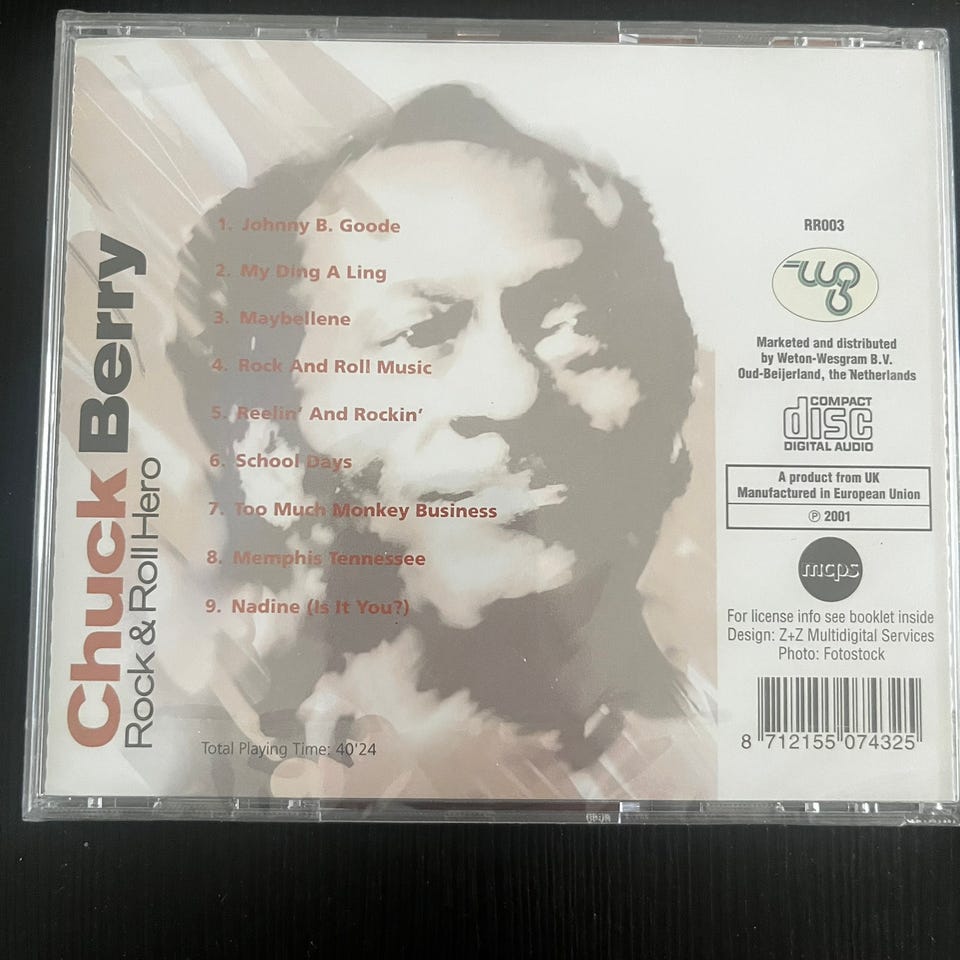 Chuck Berry
Rock & Roll Hero
1. Johnny B. Goode
2. My Ding A Ling
3. Maybellene
4. Rock And Roll Music
5. Reelin' And Rockin'
6. School Days
7. Too Much Monkey Business
8. Memphis Tennessee
9. Nadine (Is It You?)
Total Playing Time: 40'24
RR003
Marketed and distributed
by Weton-Wesgram B.V.
Oud-Beijerland, the Netherlands
COMPACT
disc
DIGITAL AUDIO
A product from UK
Manufactured in European Union
℗ 2001
mcps
For license info see booklet inside
Design: Z+Z Multidigital Services
Photo: Fotostock
8 712155 074325